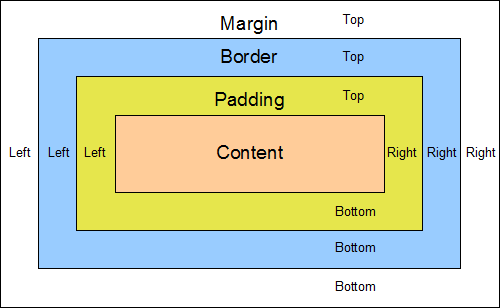 Margin Top
Border Top
Padding Top
Left Left Left Content Right Right Right
Bottom
Bottom
Bottom